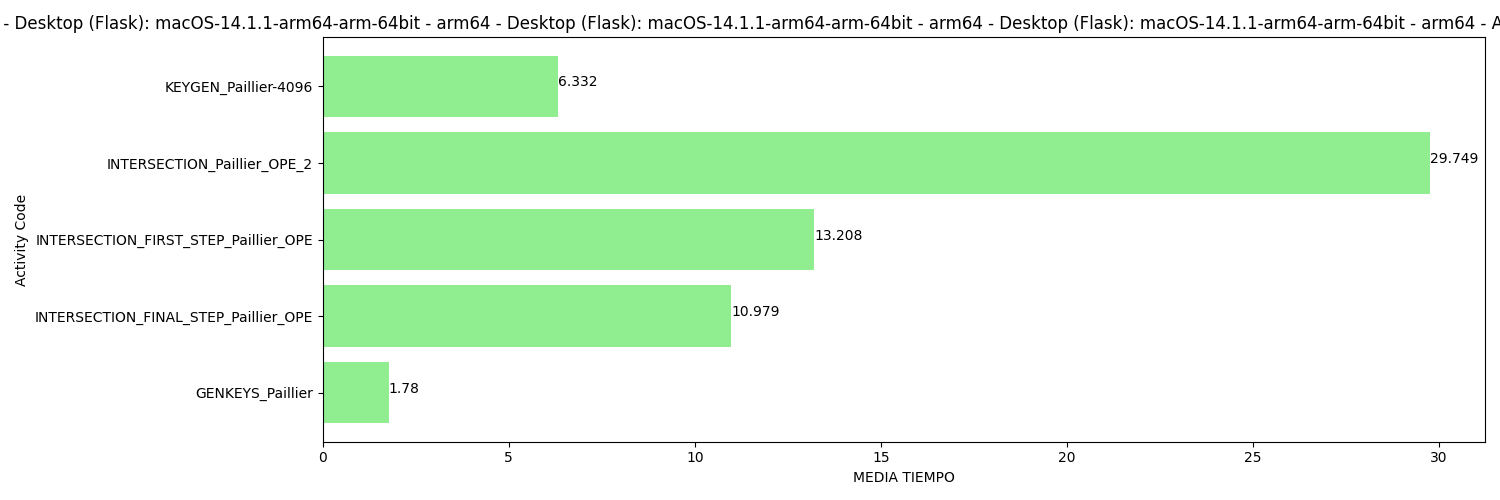 - Desktop (Flask): macOS-14.1.1-arm64-arm-64bit - arm64 - Desktop (Flask): macOS-14.1.1-arm64-arm-64bit - arm64 - Desktop (Flask): macOS-14.1.1-arm64-arm-64bit - arm64 - A
KEYGEN_Paillier-4096
6.332
INTERSECTION_Paillier_OPE_2
29.749
Activity Code
INTERSECTION_FIRST_STEP_Paillier_OPE
13.208
INTERSECTION_FINAL_STEP_Paillier_OPE
10.979
GENKEYS_Paillier
1.78
0 5 10 15 20 25 30
MEDIA TIEMPO